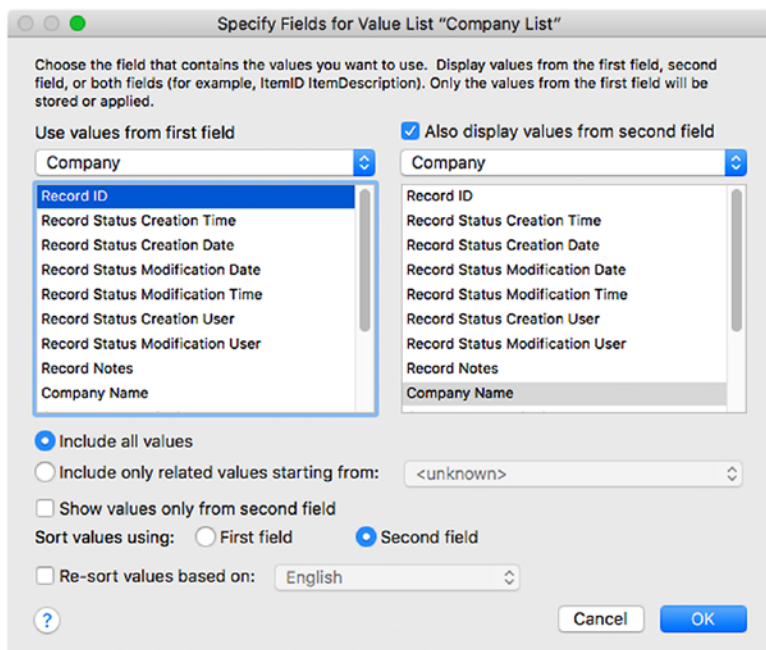 Specify Fields for Value List “Company List”
Choose the field that contains the values you want to use.  Display values from the first field, second
field, or both fields (for example, ItemID ItemDescription). Only the values from the first field will be
stored or applied.
Use values from first field
Also display values from second field
Company
Company
Record ID
Record Status Creation Time
Record Status Creation Date
Record Status Modification Date
Record Status Modification Time
Record Status Creation User
Record Status Modification User
Record Notes
Company Name
Record ID
Record Status Creation Time
Record Status Creation Date
Record Status Modification Date
Record Status Modification Time
Record Status Creation User
Record Status Modification User
Record Notes
Company Name
Include all values
Include only related values starting from:
<unknown>
Show values only from second field
Sort values using:
First field
Second field
Re-sort values based on:
English
?
Cancel
OK